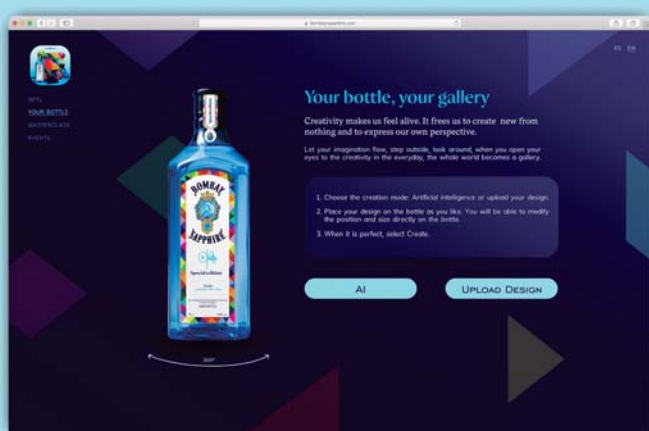 bombaysapphire.com
ES EN
NFTs
YOUR BOTTLE
MASTERCLASS
EVENTS
BOMBAY
SAPPHIRE
Special edition
360º
Your bottle, your gallery
Creativity makes us feel alive. It frees us to create new from
nothing and to express our own perspective.
Let your imagination flow, step outside, look around, when you open your
eyes to the creativity in the everyday, the whole world becomes a gallery.
1. Choose the creation mode: Artificial intelligence or upload your design.
2. Place your design on the bottle as you like. You will be able to modify
the position and size directly on the bottle.
3. When it is perfect, select Create.
AI
UPLOAD DESIGN